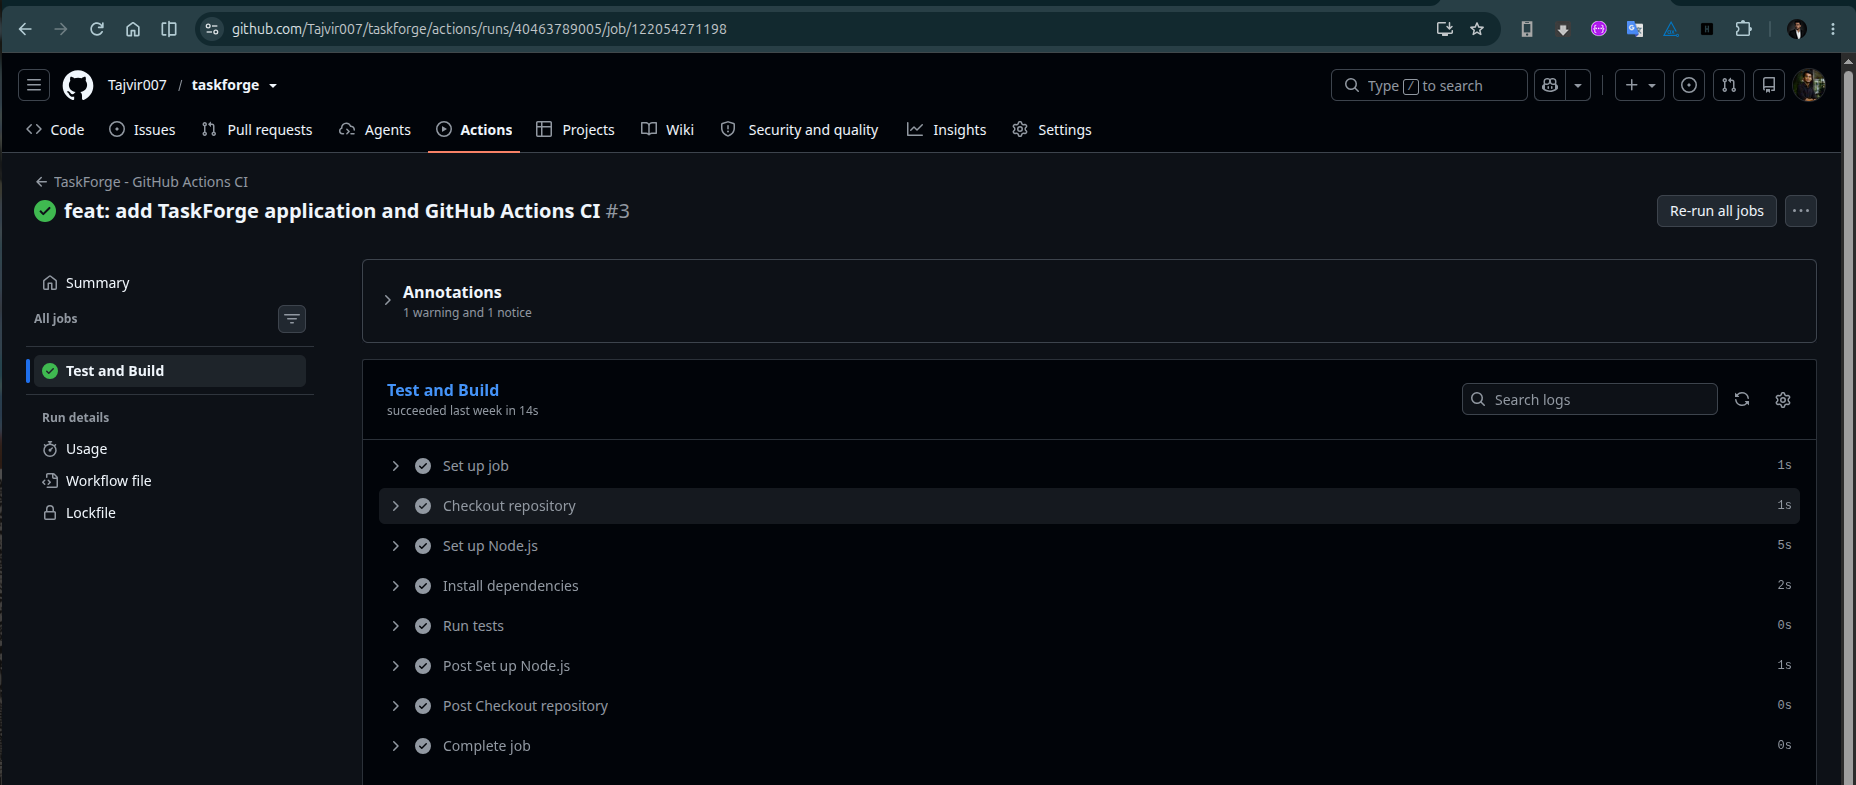 github.com/Tajvir007/taskforge/actions/runs/40463789005/job/122054271198
Tajvir007 / taskforge
Type / to search
Code Issues Pull requests Agents Actions Projects Wiki Security and quality Insights Settings
TaskForge - GitHub Actions CI
feat: add TaskForge application and GitHub Actions CI #3
Re-run all jobs
Summary
All jobs
Test and Build
Run details
Usage
Workflow file
Lockfile
Annotations
1 warning and 1 notice
Test and Build
succeeded last week in 14s
Search logs
Set up job 1s
Checkout repository 1s
Set up Node.js 5s
Install dependencies 2s
Run tests 0s
Post Set up Node.js 1s
Post Checkout repository 0s
Complete job 0s